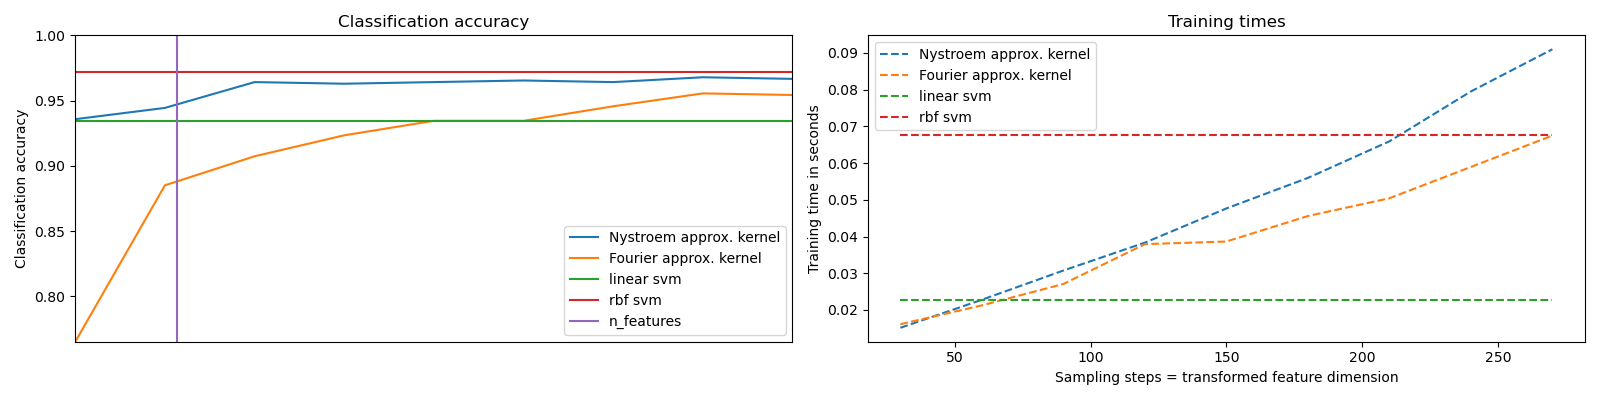 Classification accuracy
1.00
0.95
0.90
0.85
0.80
Classification accuracy
Nystroem approx. kernel
Fourier approx. kernel
linear svm
rbf svm
n_features
Training times
0.09
0.08
0.07
0.06
0.05
0.04
0.03
0.02
Training time in seconds
Nystroem approx. kernel
Fourier approx. kernel
linear svm
rbf svm
50
100
150
200
250
Sampling steps = transformed feature dimension